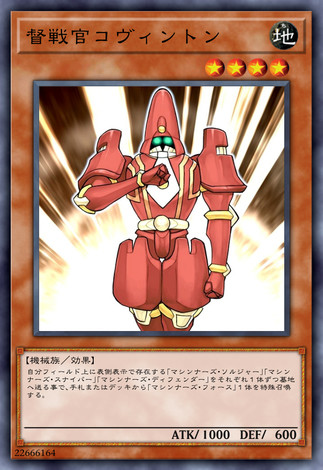 督戦官コヴィントン
地
【機械族／効果】
自分フィールド上に表側表示で存在する「マシンナーズ・ソルジャー」「マシン
ナーズ・スナイパー」「マシンナーズ・ディフェンダー」をそれぞれ１体ずつ墓地
へ送る事で、手札またはデッキから「マシンナーズ・フォース」１体を特殊召喚
する。
ATK/ 1000 DEF/ 600
22666164